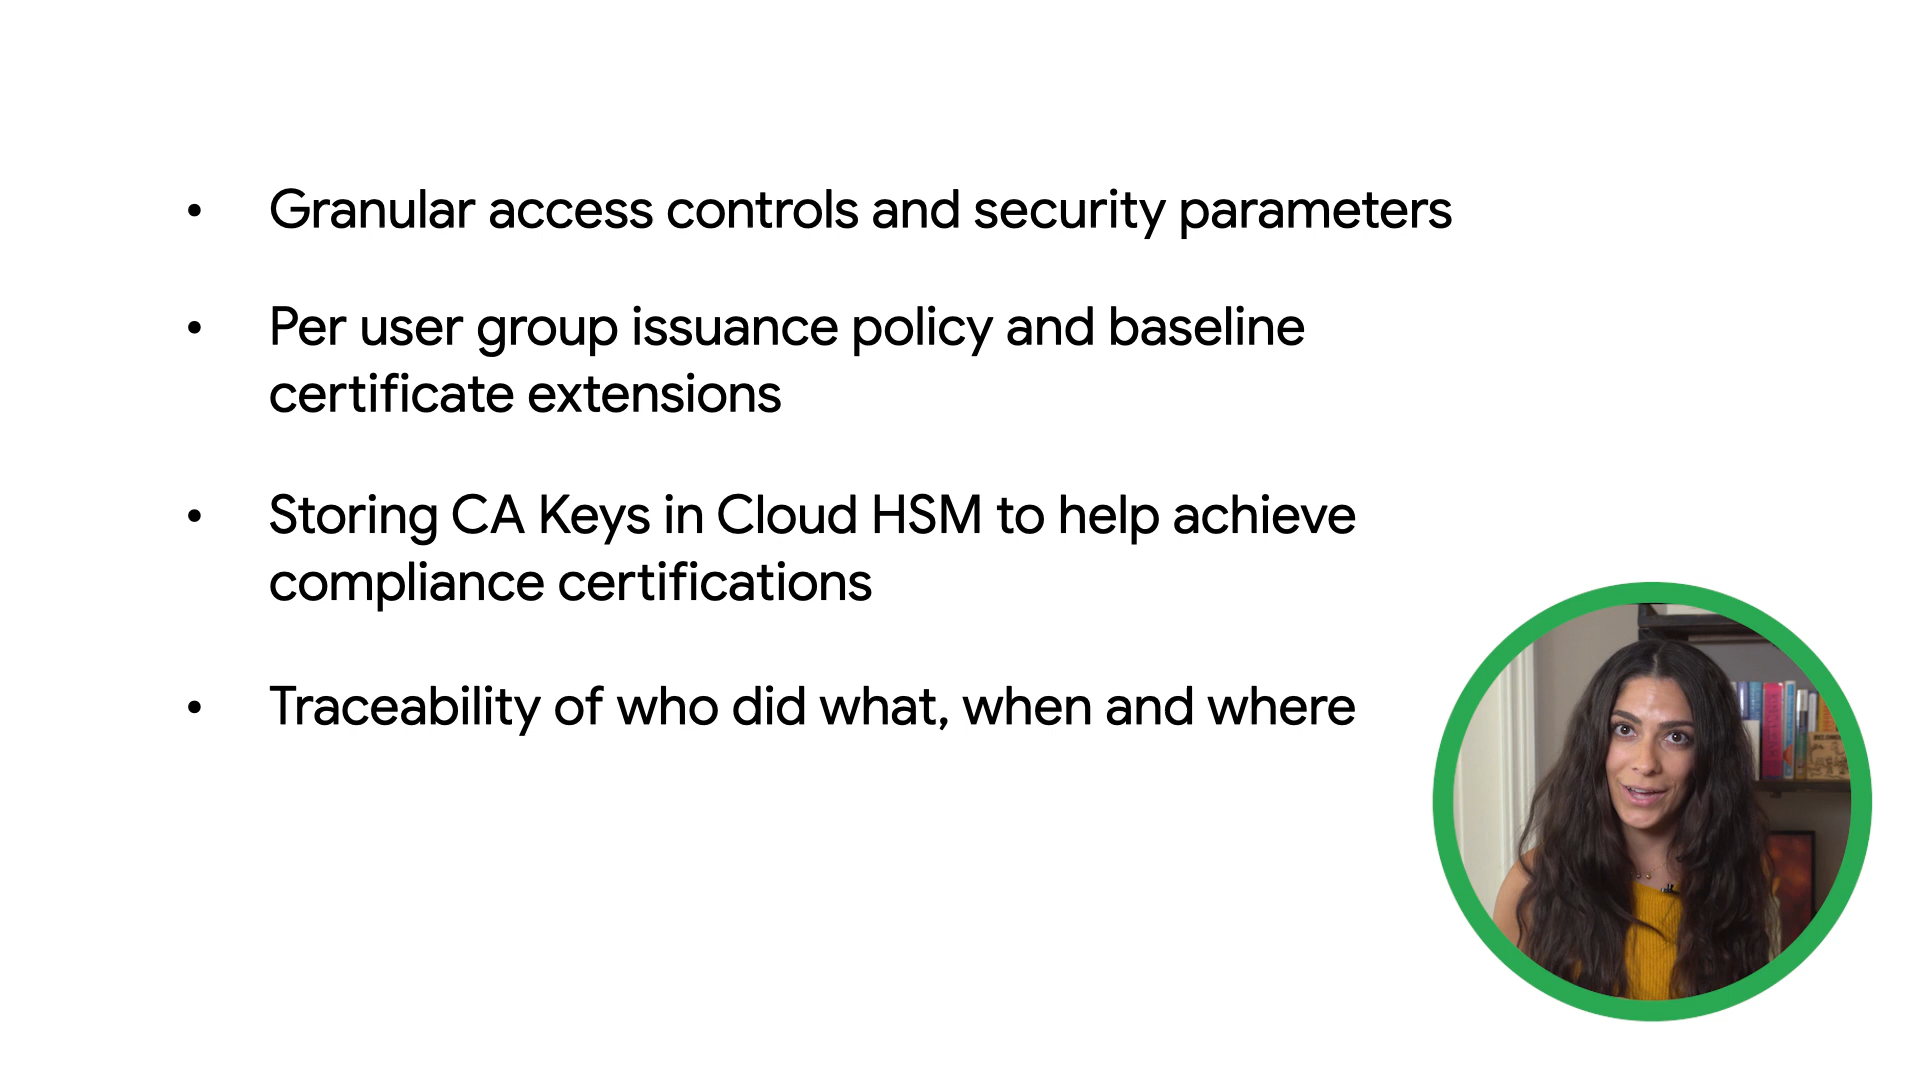 • Granular access controls and security parameters
• Per user group issuance policy and baseline
certificate extensions
• Storing CA Keys in Cloud HSM to help achieve
compliance certifications
• Traceability of who did what, when and where